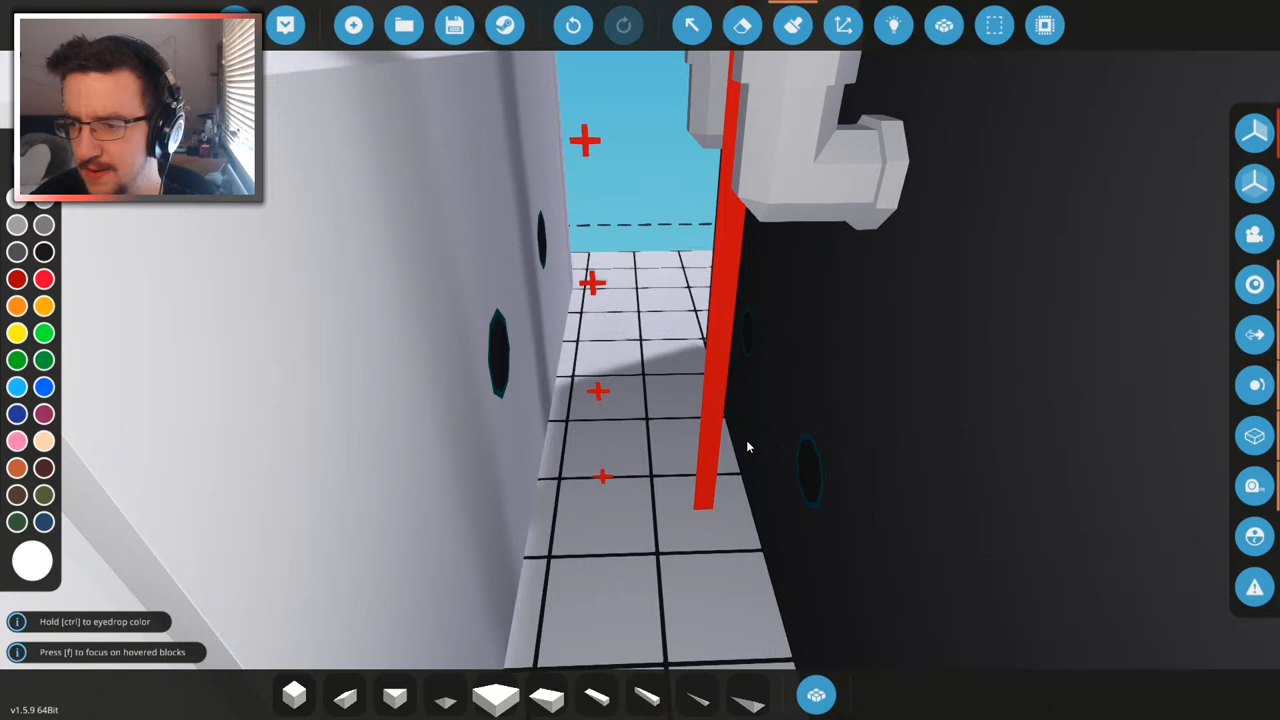 Hold [ctrl] to eyedrop color
Press [f] to focus on hovered blocks
v1.5.9 64Bit